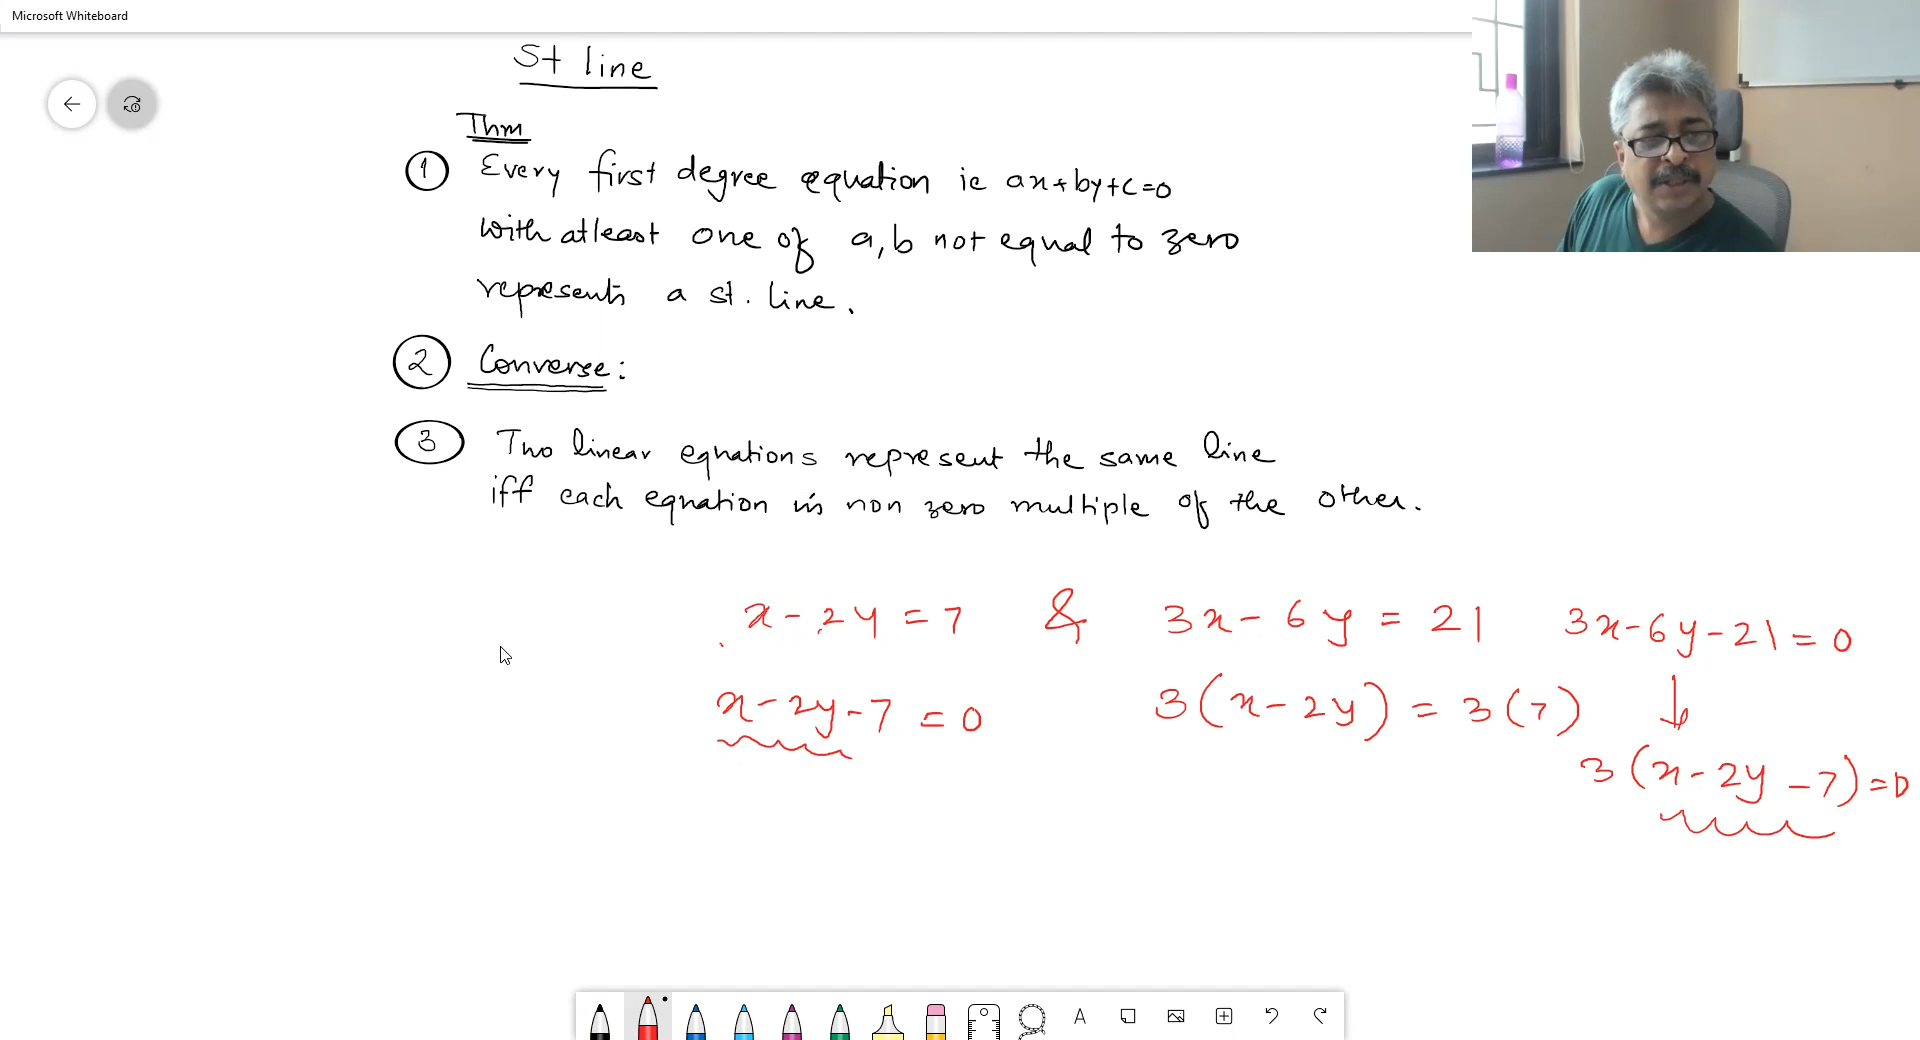 Microsoft Whiteboard
St line
Thm
① Every first degree equation ie ax+by+c=0
with atleast one of a, b not equal to zero
represents a st. line.
② Converse:
③ Two linear equations represent the same line
iff each equation is non zero multiple of the other.
x - 2y = 7 & 3x - 6y = 21 3x - 6y - 21 = 0
x - 2y - 7 = 0 3(x - 2y) = 3(7)
3(x - 2y - 7) = 0
A